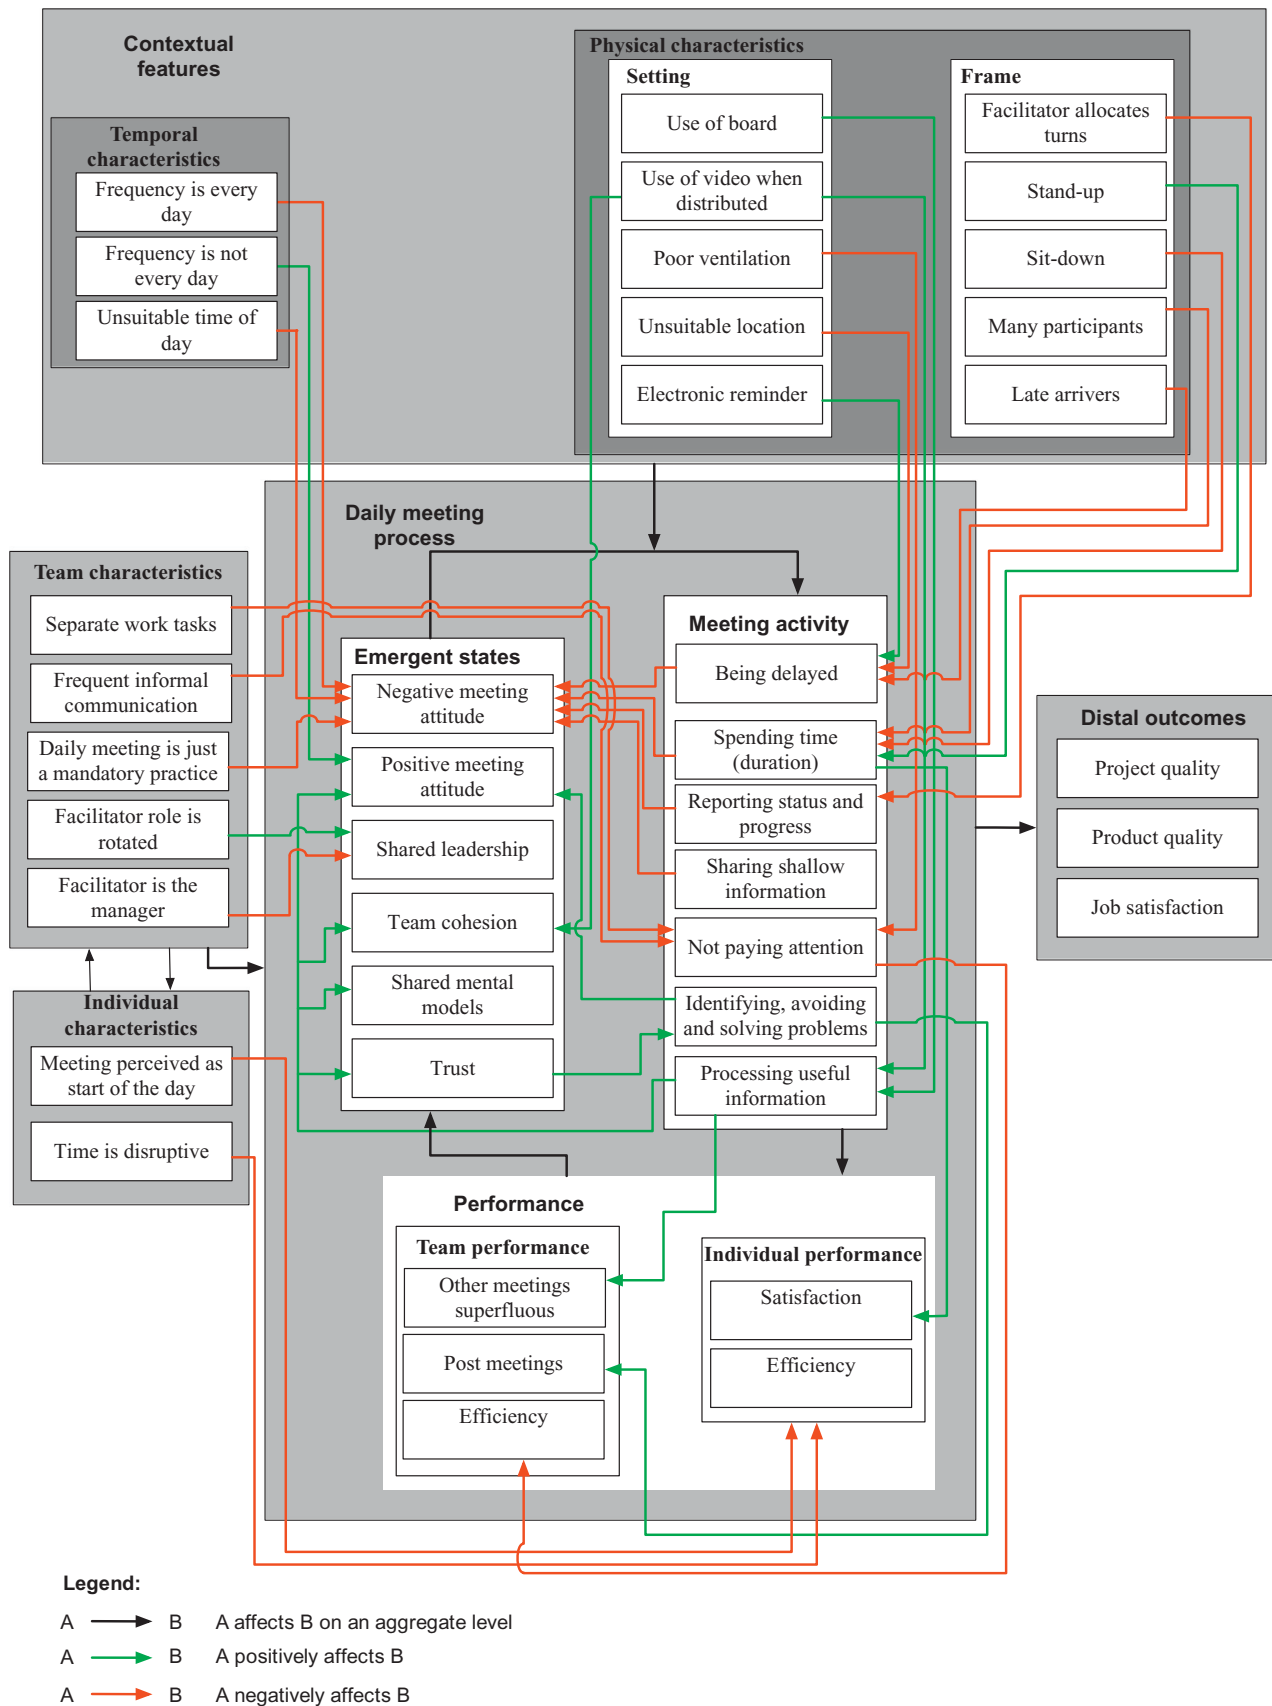 Contextual
features
Temporal
characteristics
Frequency is every
day
Frequency is not
every day
Unsuitable time of
day
Physical characteristics
Setting
Use of board
Use of video when
distributed
Poor ventilation
Unsuitable location
Electronic reminder
Frame
Facilitator allocates
turns
Stand-up
Sit-down
Many participants
Late arrivers
Daily meeting
process
Team characteristics
Separate work tasks
Frequent informal
communication
Daily meeting is just
a mandatory practice
Facilitator role is
rotated
Facilitator is the
manager
Individual
characteristics
Meeting perceived as
start of the day
Time is disruptive
Emergent states
Negative meeting
attitude
Positive meeting
attitude
Shared leadership
Team cohesion
Shared mental
models
Trust
Meeting activity
Being delayed
Spending time
(duration)
Reporting status and
progress
Sharing shallow
information
Not paying attention
Identifying, avoiding
and solving problems
Processing useful
information
Distal outcomes
Project quality
Product quality
Job satisfaction
Performance
Team performance
Other meetings
superfluous
Post meetings
Efficiency
Individual performance
Satisfaction
Efficiency
Legend:
A B A affects B on an aggregate level
A B A positively affects B
A B A negatively affects B